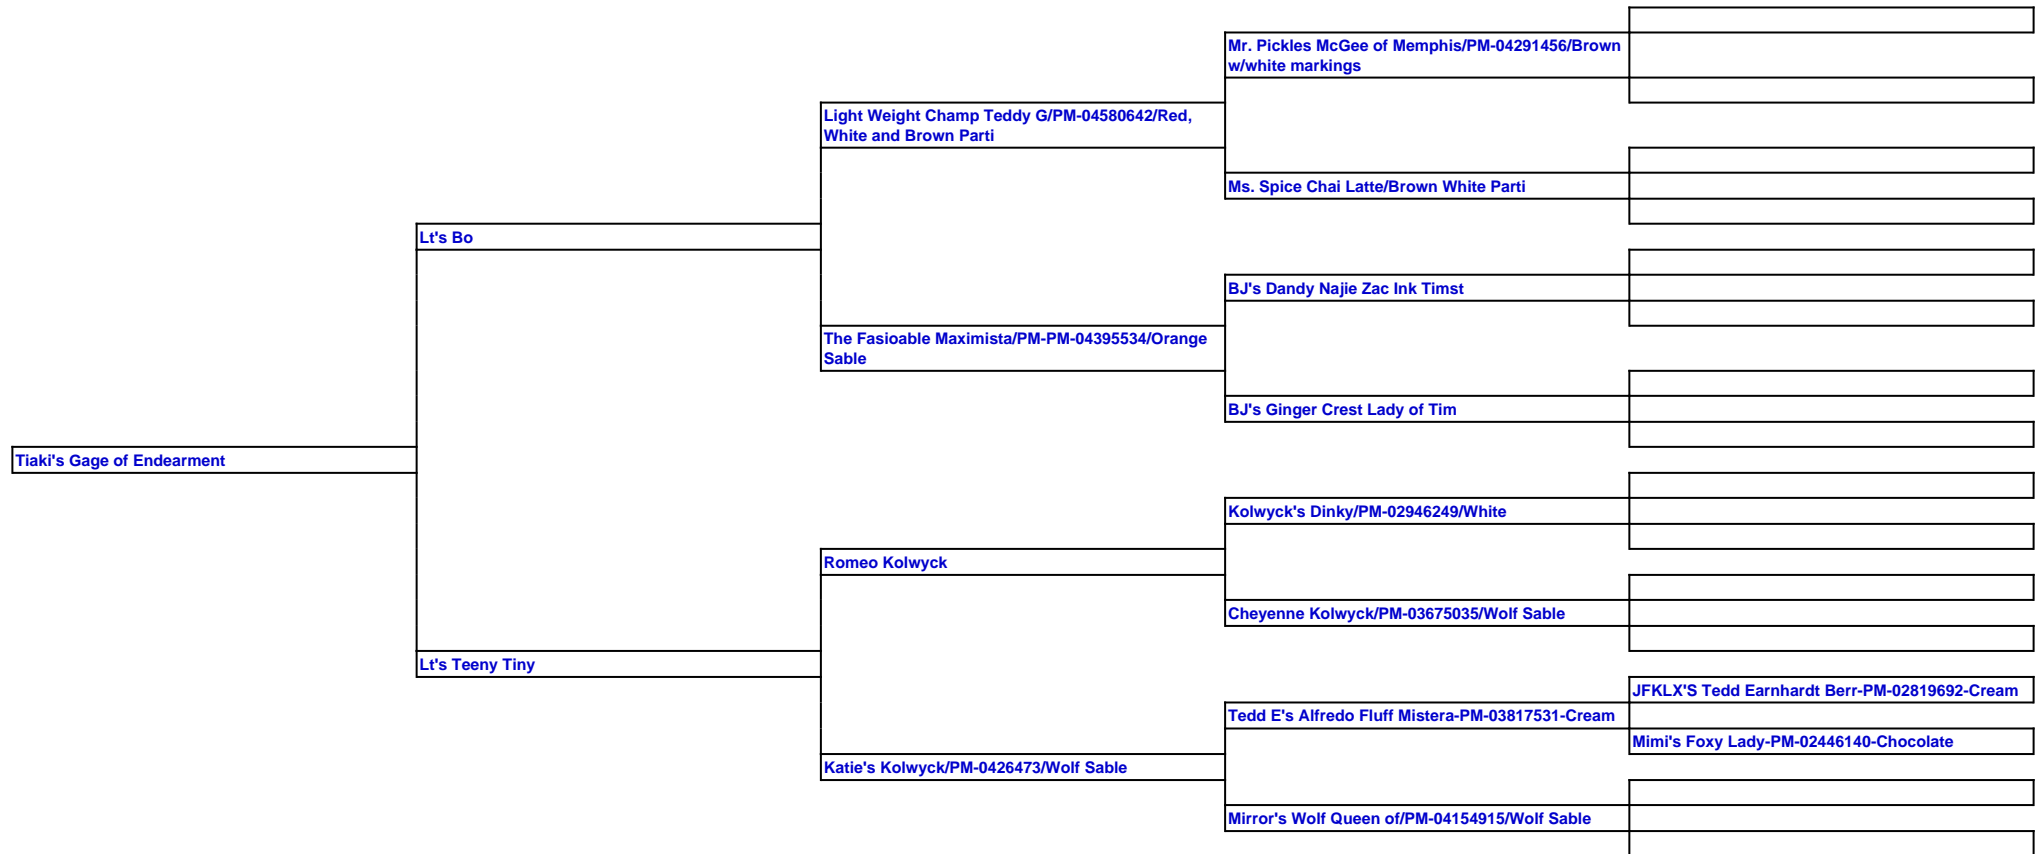 Mr. Pickles McGee of Memphis/PM-04291456/Brown
w/white markings
Light Weight Champ Teddy G/PM-04580642/Red,
White and Brown Parti
Ms. Spice Chai Latte/Brown White Parti
Lt's Bo
BJ's Dandy Najie Zac Ink Timst
The Fasioable Maximista/PM-PM-04395534/Orange
Sable
BJ's Ginger Crest Lady of Tim
Tiaki's Gage of Endearment
Kolwyck's Dinky/PM-02946249/White
Romeo Kolwyck
Cheyenne Kolwyck/PM-03675035/Wolf Sable
Lt's Teeny Tiny
JFKLX'S Tedd Earnhardt Berr-PM-02819692-Cream
Tedd E's Alfredo Fluff Mistera-PM-03817531-Cream
Mimi's Foxy Lady-PM-02446140-Chocolate
Katie's Kolwyck/PM-0426473/Wolf Sable
Mirror's Wolf Queen of/PM-04154915/Wolf Sable